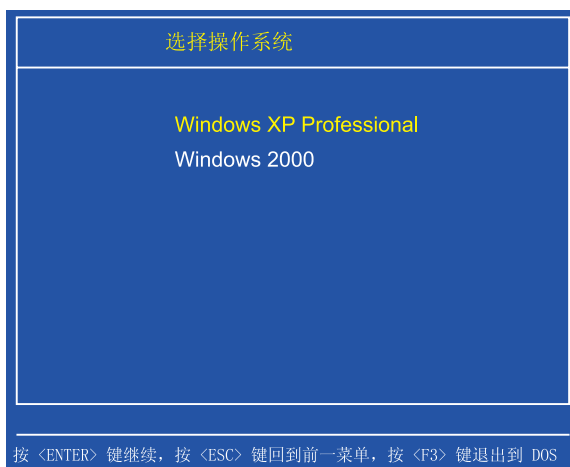 选择操作系统
Windows XP Professional
Windows 2000
按 <ENTER> 键继续，按 <ESC> 键回到前一菜单，按 <F3> 键退出到 DOS